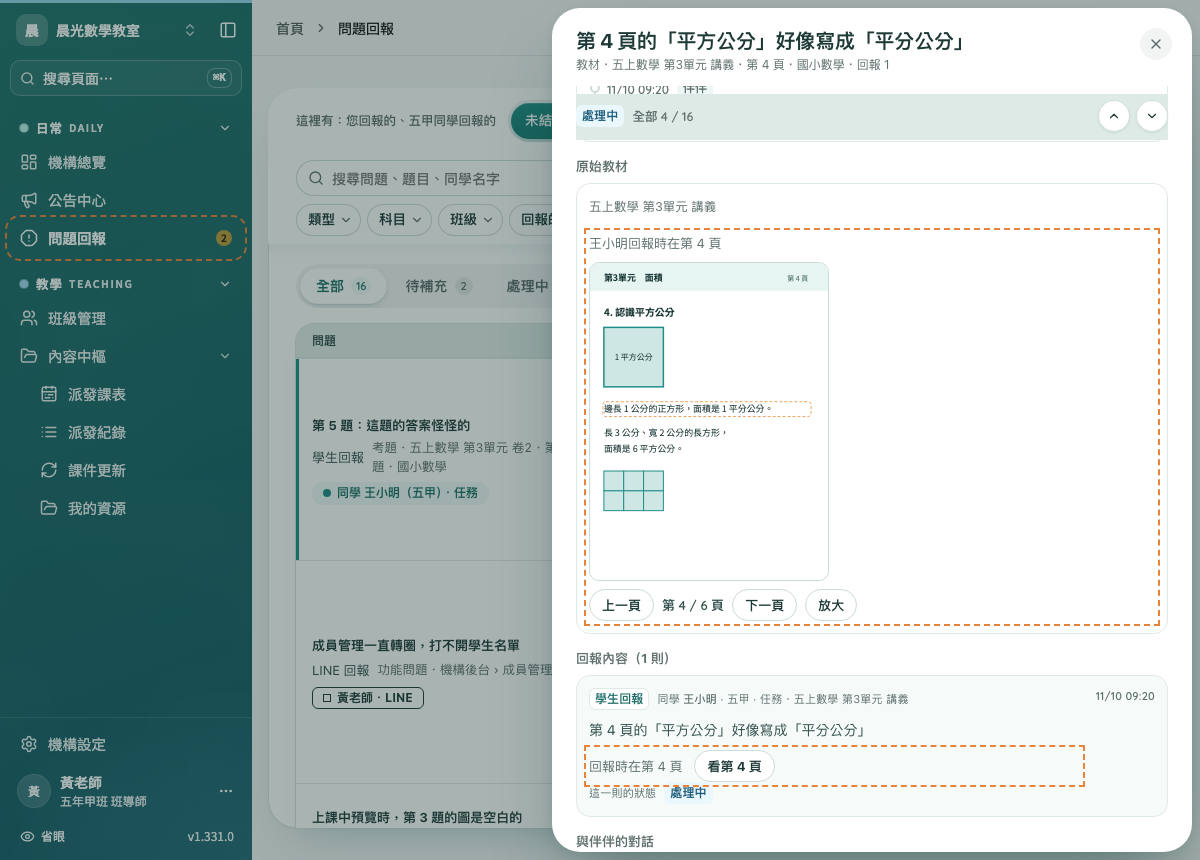 晨
晨光數學教室
搜尋頁面⋯
⌘K
日常 DAILY
機構總覽
公告中心
問題回報
2
教學 TEACHING
班級管理
內容中樞
派發課表
派發紀錄
課件更新
我的資源
機構設定
黃
黃老師
五年甲班 班導師
⋯
省眼
v1.331.0
首頁 › 問題回報
這裡有：您回報的、五甲同學回報的
未結
搜尋問題、題目、同學名字
類型
科目
班級
回報的
全部 16
待補充 2
處理中
問題
第 5 題：這題的答案怪怪的
學生回報
考題 · 五上數學 第3單元 卷2 · 第
題 · 國小數學
同學 王小明（五甲）· 任務
成員管理一直轉圈，打不開學生名單
LINE 回報 功能問題 · 機構後台 › 成員管理
黃老師 · LINE
上課中預覽時，第 3 題的圖是空白的
第 4 頁的「平方公分」好像寫成「平分公分」
教材 · 五上數學 第3單元 講義 · 第 4 頁 · 國小數學 · 回報 1
11/10 09:20 伴伴
處理中 全部 4 / 16
原始教材
五上數學 第3單元 講義
王小明回報時在第 4 頁
第3單元 面積
第 4 頁
4. 認識平方公分
1 平方公分
邊長 1 公分的正方形，面積是 1 平分公分。
長 3 公分、寬 2 公分的長方形，
面積是 6 平方公分。
上一頁
第 4 / 6 頁
下一頁
放大
回報內容（1 則）
學生回報 同學 王小明 · 五甲 · 任務 · 五上數學 第3單元 講義
11/10 09:20
第 4 頁的「平方公分」好像寫成「平分公分」
回報時在第 4 頁
看第 4 頁
這一則的狀態 處理中
與伴伴的對話